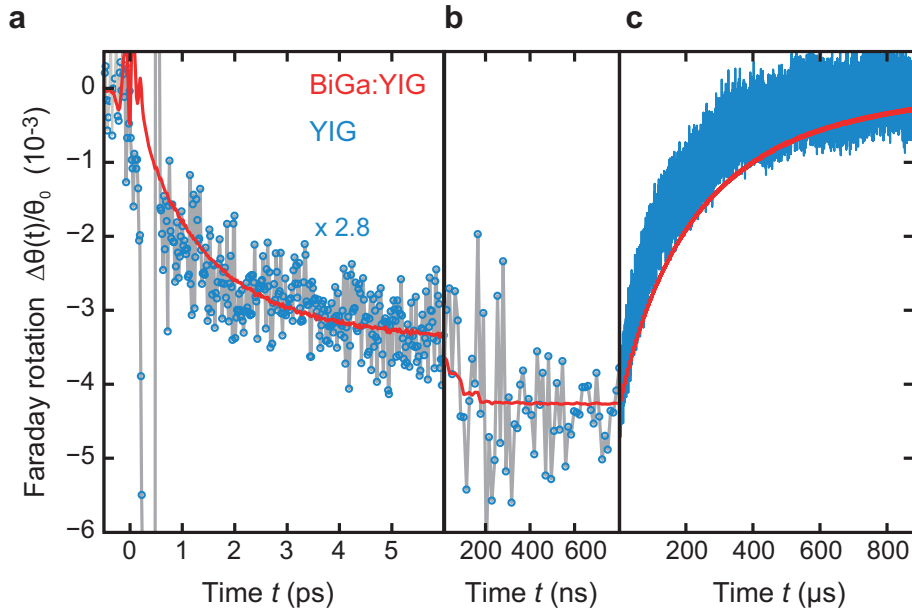 a
b
c
Faraday rotation Δθ(t)/θ₀ (10⁻³)
0
−1
−2
−3
−4
−5
−6
BiGa:YIG
YIG
x 2.8
0 1 2 3 4 5
200 400 600
200 400 600 800
Time t (ps)
Time t (ns)
Time t (µs)